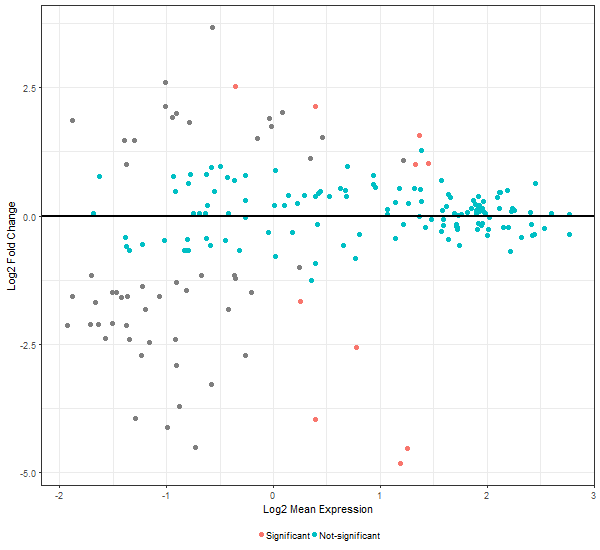 Log2 Fold Change
2.5
0.0
-2.5
-5.0
-2 -1 0 1 2 3
Log2 Mean Expression
Significant Not-significant